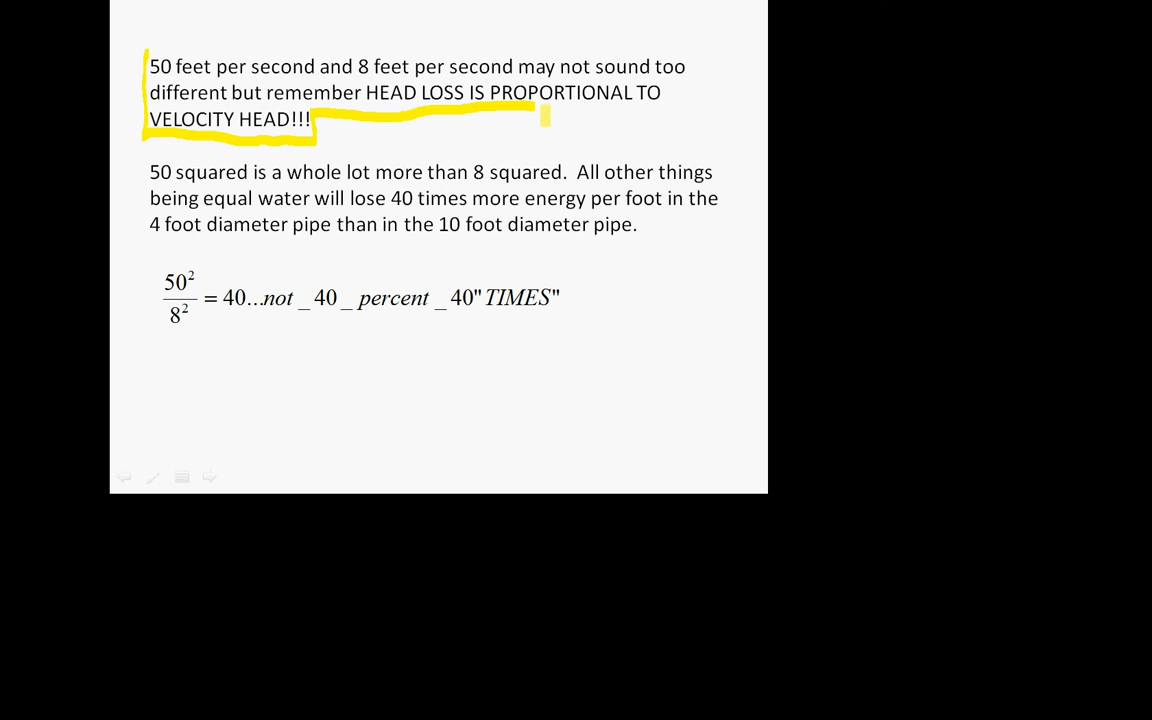 50 feet per second and 8 feet per second may not sound too
different but remember HEAD LOSS IS PROPORTIONAL TO
VELOCITY HEAD!!!
50 squared is a whole lot more than 8 squared. All other things
being equal water will lose 40 times more energy per foot in the
4 foot diameter pipe than in the 10 foot diameter pipe.
50²/8² = 40...not _ 40 _ percent _ 40" TIMES"